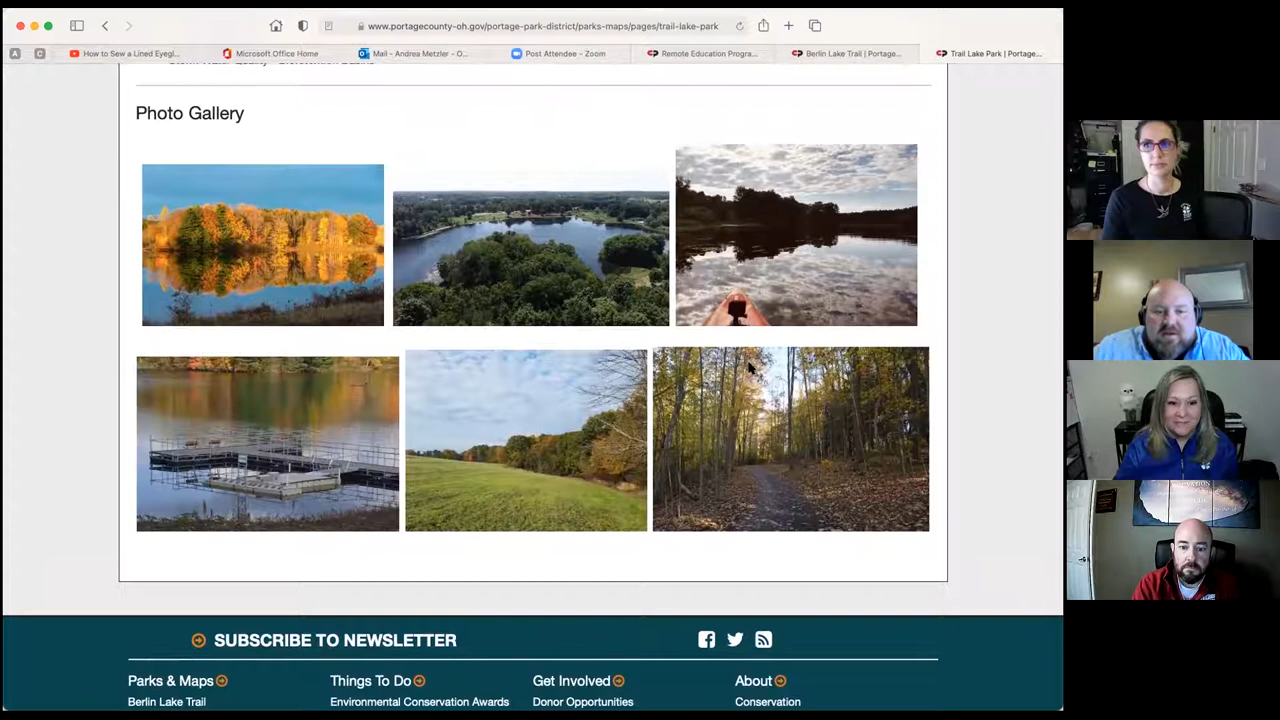 www.portagecounty-oh.gov/portage-park-district/parks-maps/pages/trail-lake-park
A
C
How to Sew a Lined Eyegl...
Microsoft Office Home
Mail - Andrea Metzler - O...
Post Attendee - Zoom
Remote Education Progra...
Berlin Lake Trail | Portage...
Trail Lake Park | Portage...
Photo Gallery
SUBSCRIBE TO NEWSLETTER
Parks & Maps
Things To Do
Get Involved
About
Berlin Lake Trail
Environmental Conservation Awards
Donor Opportunities
Conservation